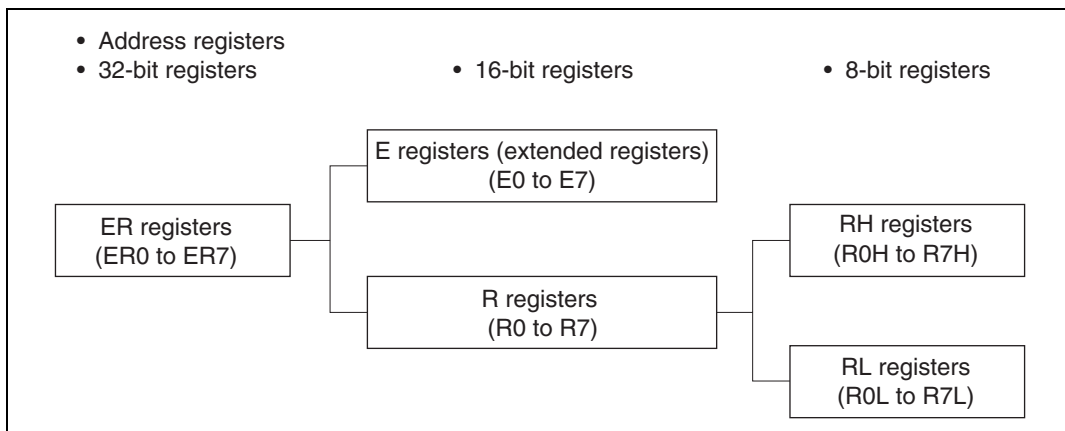 • Address registers
• 32-bit registers
• 16-bit registers
• 8-bit registers
E registers (extended registers)
(E0 to E7)
ER registers
(ER0 to ER7)
RH registers
(R0H to R7H)
R registers
(R0 to R7)
RL registers
(R0L to R7L)